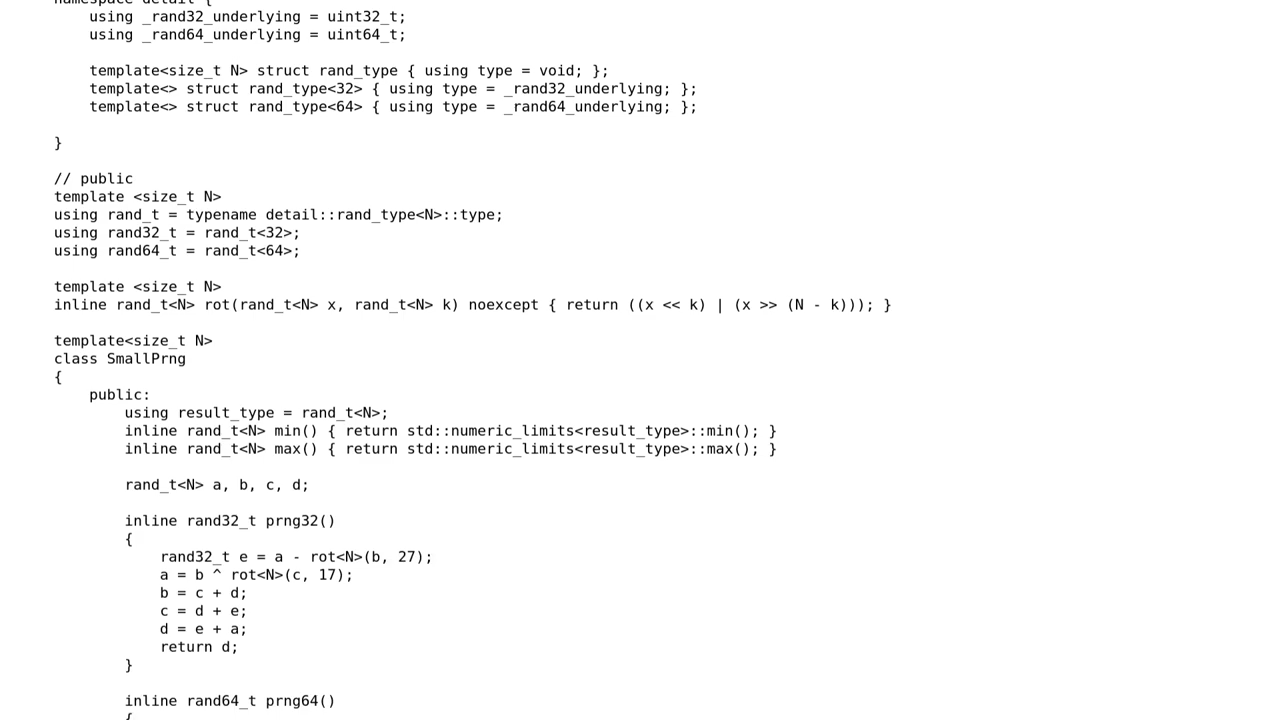 namespace detail {
    using _rand32_underlying = uint32_t;
    using _rand64_underlying = uint64_t;

    template<size_t N> struct rand_type { using type = void; };
    template<> struct rand_type<32> { using type = _rand32_underlying; };
    template<> struct rand_type<64> { using type = _rand64_underlying; };

}

// public
template <size_t N>
using rand_t = typename detail::rand_type<N>::type;
using rand32_t = rand_t<32>;
using rand64_t = rand_t<64>;

template <size_t N>
inline rand_t<N> rot(rand_t<N> x, rand_t<N> k) noexcept { return ((x << k) | (x >> (N - k))); }

template<size_t N>
class SmallPrng
{
    public:
        using result_type = rand_t<N>;
        inline rand_t<N> min() { return std::numeric_limits<result_type>::min(); }
        inline rand_t<N> max() { return std::numeric_limits<result_type>::max(); }

        rand_t<N> a, b, c, d;

        inline rand32_t prng32()
        {
            rand32_t e = a - rot<N>(b, 27);
            a = b ^ rot<N>(c, 17);
            b = c + d;
            c = d + e;
            d = e + a;
            return d;
        }

        inline rand64_t prng64()
        {